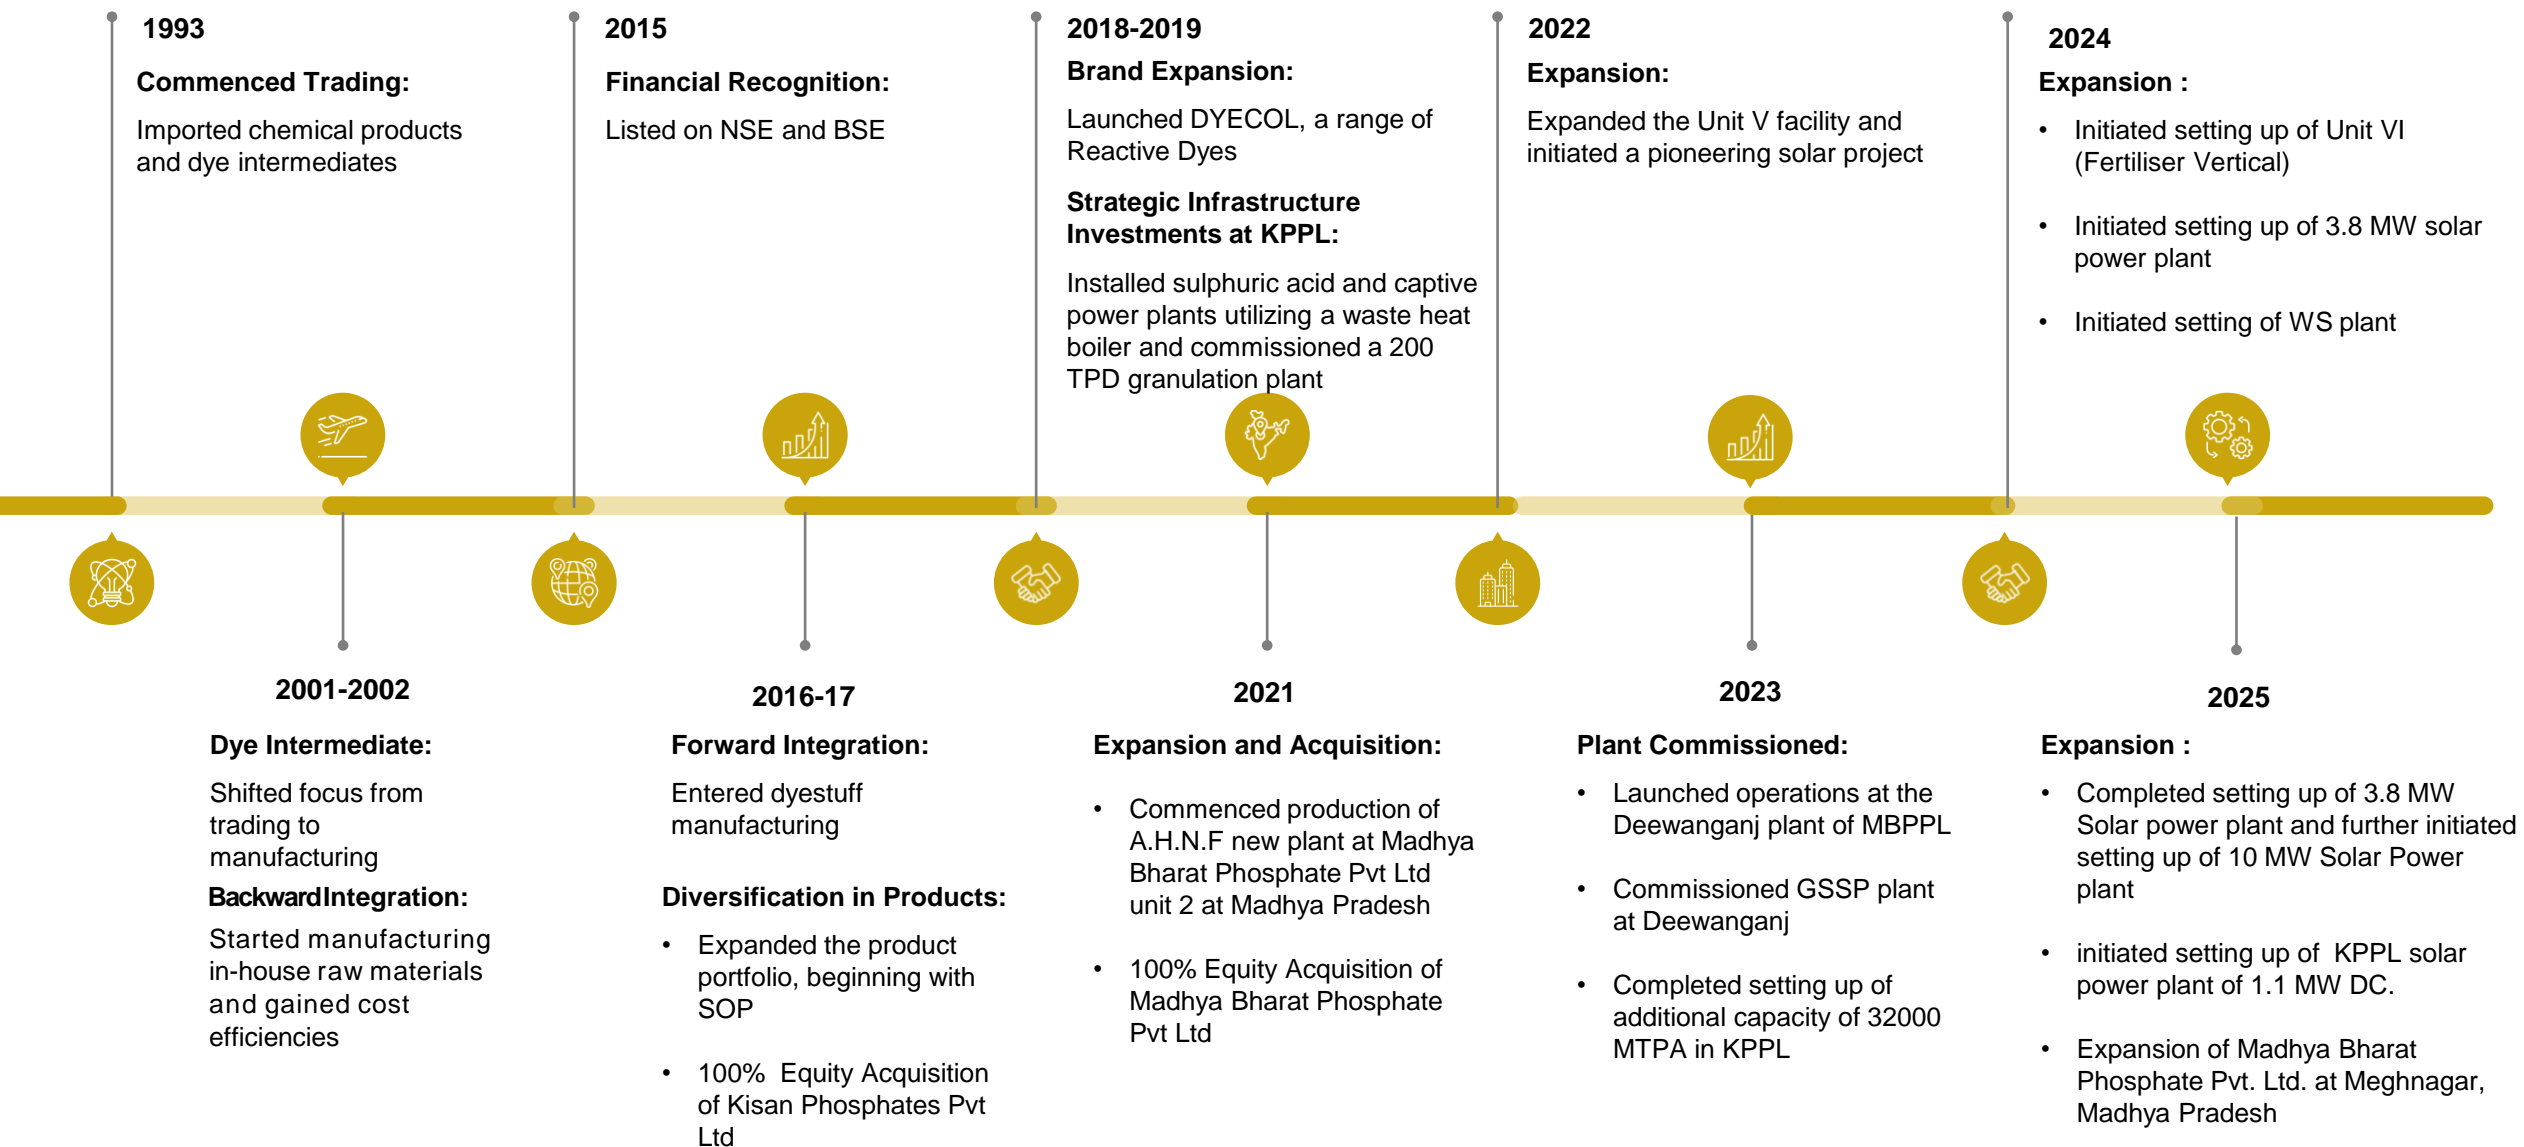 1993
Commenced Trading:
Imported chemical products
and dye intermediates
2015
Financial Recognition:
Listed on NSE and BSE
2018-2019
Brand Expansion:
Launched DYECOL, a range of
Reactive Dyes
Strategic Infrastructure
Investments at KPPL:
Installed sulphuric acid and captive
power plants utilizing a waste heat
boiler and commissioned a 200
TPD granulation plant
2022
Expansion:
Expanded the Unit V facility and
initiated a pioneering solar project
2024
Expansion :
• Initiated setting up of Unit VI
(Fertiliser Vertical)
• Initiated setting up of 3.8 MW solar
power plant
• Initiated setting of WS plant
2001-2002
Dye Intermediate:
Shifted focus from
trading to
manufacturing
Backward Integration:
Started manufacturing
in-house raw materials
and gained cost
efficiencies
2016-17
Forward Integration:
Entered dyestuff
manufacturing
Diversification in Products:
• Expanded the product
portfolio, beginning with
SOP
• 100% Equity Acquisition
of Kisan Phosphates Pvt
Ltd
2021
Expansion and Acquisition:
• Commenced production of
A.H.N.F new plant at Madhya
Bharat Phosphate Pvt Ltd
unit 2 at Madhya Pradesh
• 100% Equity Acquisition of
Madhya Bharat Phosphate
Pvt Ltd
2023
Plant Commissioned:
• Launched operations at the
Deewanganj plant of MBPPL
• Commissioned GSSP plant
at Deewanganj
• Completed setting up of
additional capacity of 32000
MTPA in KPPL
2025
Expansion :
• Completed setting up of 3.8 MW
Solar power plant and further initiated
setting up of 10 MW Solar Power
plant
• initiated setting up of KPPL solar
power plant of 1.1 MW DC.
• Expansion of Madhya Bharat
Phosphate Pvt. Ltd. at Meghnagar,
Madhya Pradesh